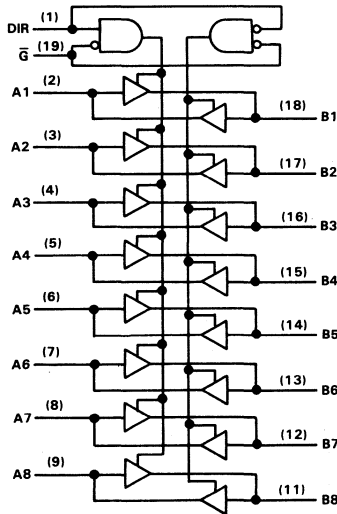 DIR (1)
G (19)
A1 (2)
(18) B1
A2 (3)
(17) B2
A3 (4)
(16) B3
A4 (5)
(15) B4
A5 (6)
(14) B5
A6 (7)
(13) B6
A7 (8)
(12) B7
A8 (9)
(11) B8